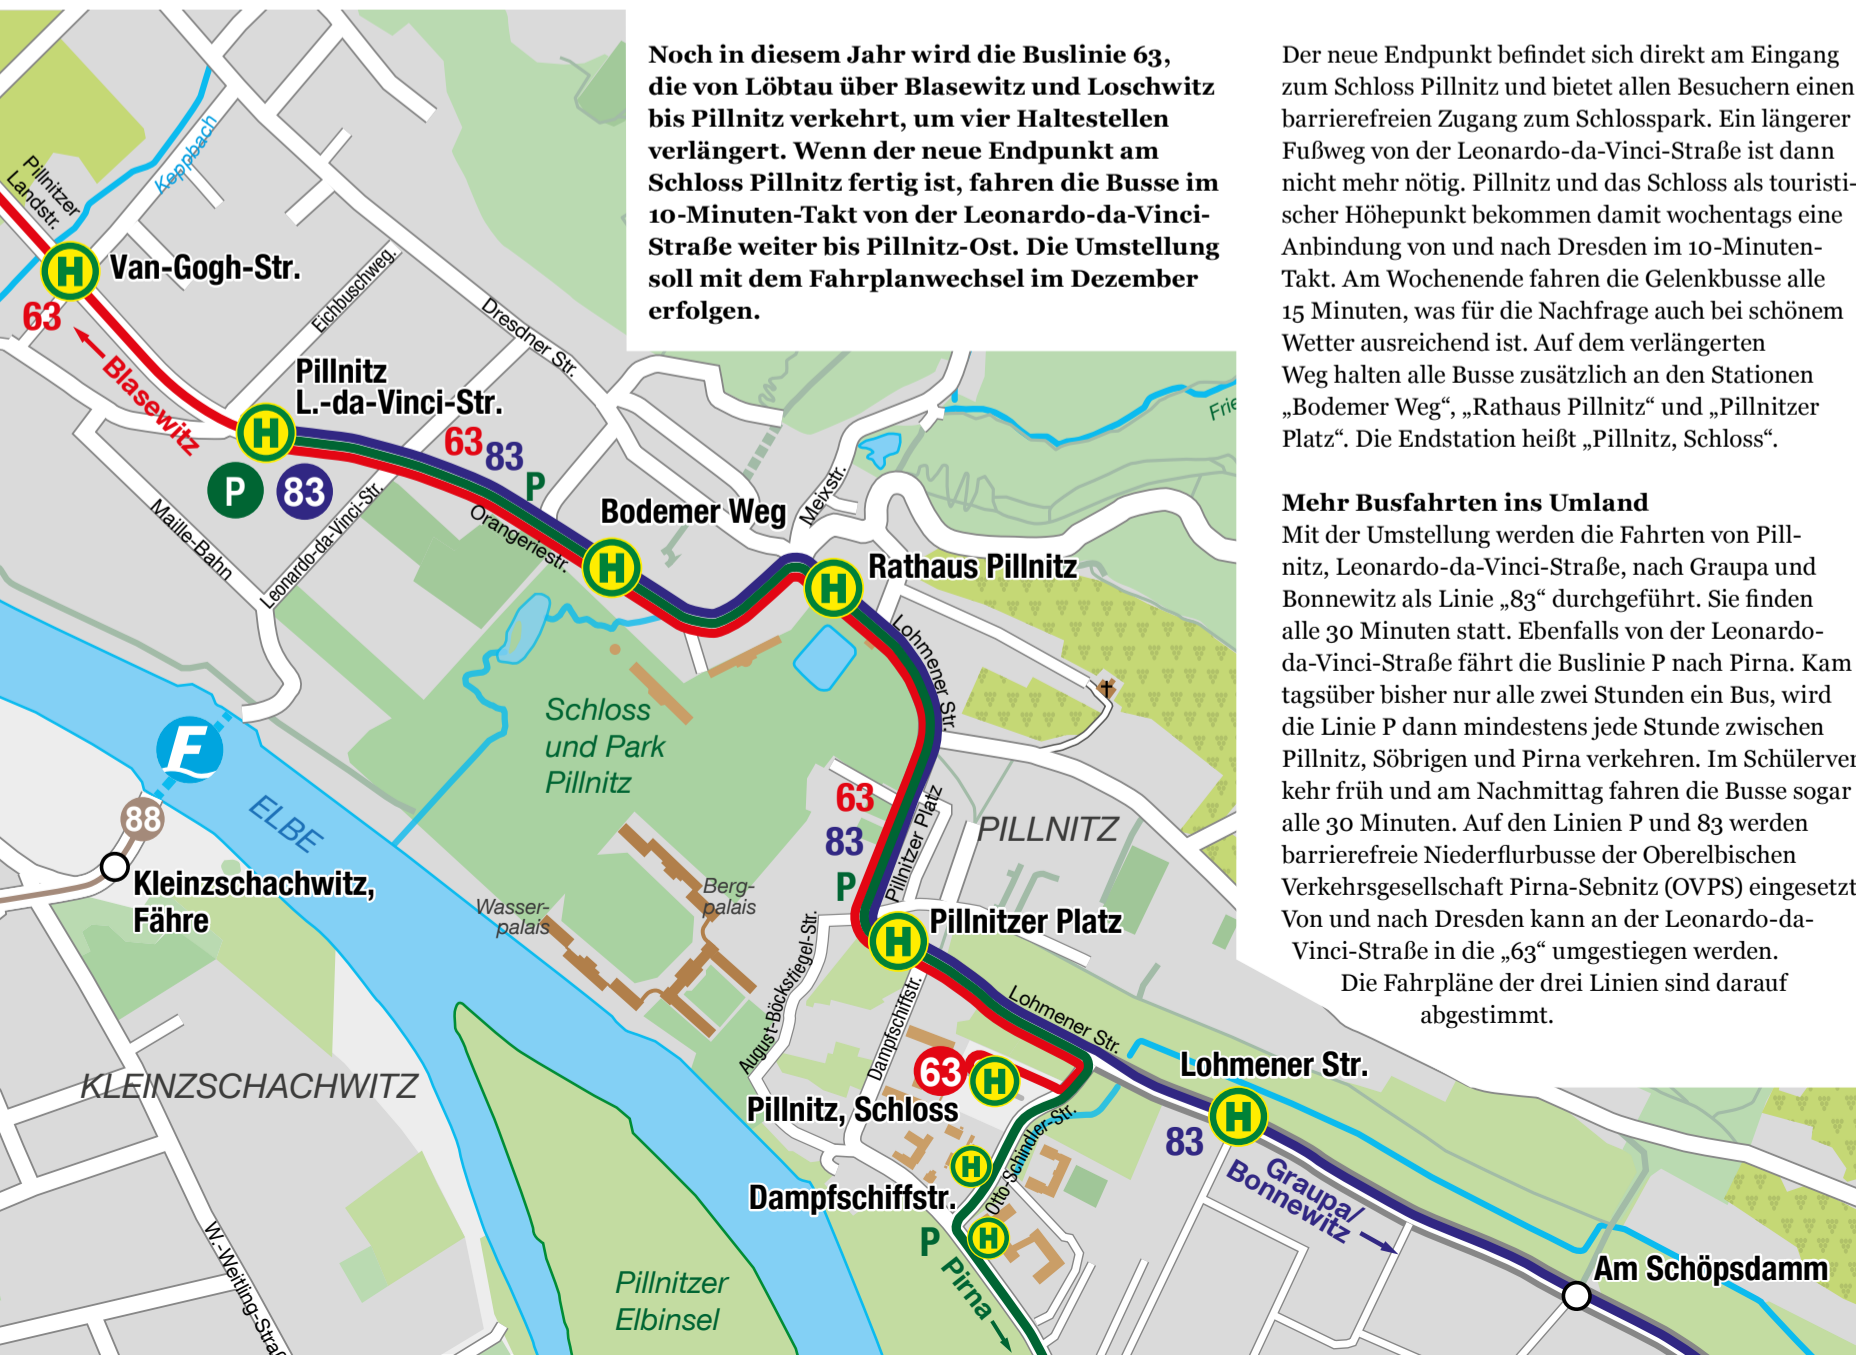 Noch in diesem Jahr wird die Buslinie 63,
die von Löbtau über Blasewitz und Loschwitz
bis Pillnitz verkehrt, um vier Haltestellen
verlängert. Wenn der neue Endpunkt am
Schloss Pillnitz fertig ist, fahren die Busse im
10-Minuten-Takt von der Leonardo-da-Vinci-
Straße weiter bis Pillnitz-Ost. Die Umstellung
soll mit dem Fahrplanwechsel im Dezember
erfolgen.
Der neue Endpunkt befindet sich direkt am Eingang
zum Schloss Pillnitz und bietet allen Besuchern einen
barrierefreien Zugang zum Schlosspark. Ein längerer
Fußweg von der Leonardo-da-Vinci-Straße ist dann
nicht mehr nötig. Pillnitz und das Schloss als touristi-
scher Höhepunkt bekommen damit wochentags eine
Anbindung von und nach Dresden im 10-Minuten-
Takt. Am Wochenende fahren die Gelenkbusse alle
15 Minuten, was für die Nachfrage auch bei schönem
Wetter ausreichend ist. Auf dem verlängerten
Weg halten alle Busse zusätzlich an den Stationen
„Bodemer Weg“, „Rathaus Pillnitz“ und „Pillnitzer
Platz“. Die Endstation heißt „Pillnitz, Schloss“.
Mehr Busfahrten ins Umland
Mit der Umstellung werden die Fahrten von Pill-
nitz, Leonardo-da-Vinci-Straße, nach Graupa und
Bonnewitz als Linie „83“ durchgeführt. Sie finden
alle 30 Minuten statt. Ebenfalls von der Leonardo-
da-Vinci-Straße fährt die Buslinie P nach Pirna. Kam
tagsüber bisher nur alle zwei Stunden ein Bus, wird
die Linie P dann mindestens jede Stunde zwischen
Pillnitz, Söbrigen und Pirna verkehren. Im Schülerver
kehr früh und am Nachmittag fahren die Busse sogar
alle 30 Minuten. Auf den Linien P und 83 werden
barrierefreie Niederflurbusse der Oberelbischen
Verkehrsgesellschaft Pirna-Sebnitz (OVPS) eingesetzt
Von und nach Dresden kann an der Leonardo-da-
Vinci-Straße in die „63“ umgestiegen werden.
Die Fahrpläne der drei Linien sind darauf
abgestimmt.
Keppbach
Pillnitzer
Landstr.
H
Van-Gogh-Str.
63
Blasewitz
Eichbuschweg.
Dresdner Str.
Pillnitz
L.-da-Vinci-Str.
H
P
83
63
83
P
Maille-Bahn
Leonardo-da-Vinci-Str.
Orangeriestr.
Bodemer Weg
H
Meixstr.
Frie
Rathaus Pillnitz
H
Lohmener Str.
Schloss
und Park
Pillnitz
63
83
P
Pillnitzer Platz
PILLNITZ
F
ELBE
88
Kleinzschachwitz,
Fähre
Wasser-
palais
Berg-
palais
Pillnitzer Platz
H
August-Böckstiegel-Str.
Dampfschiffstr.
Lohmener Str.
63
H
Pillnitz, Schloss
Lohmener Str.
H
83
Graupa/
Bonnewitz
KLEINZSCHACHWITZ
H
Otto-Schindler-Str.
Dampfschiffstr.
P
H
Pirna
W.-Weitling-Straß
Pillnitzer
Elbinsel
Am Schöpsdamm